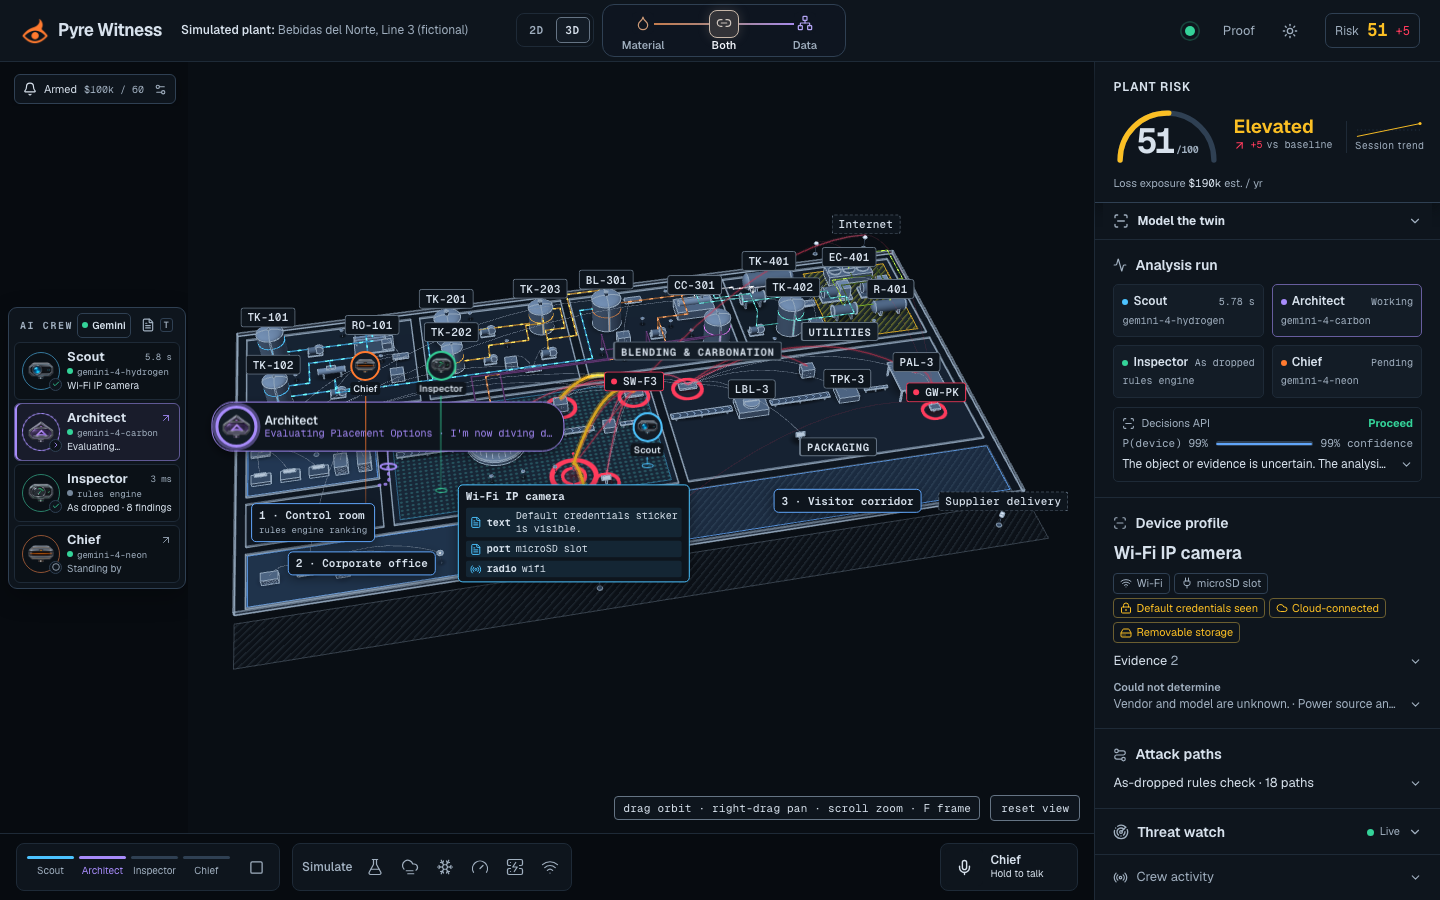 Pyre Witness
Simulated plant: Bebidas del Norte, Line 3 (fictional)
2D
3D
Material
Both
Data
Proof
Risk 51 +5
Armed $100k / 60
AI CREW
Gemini
T
Scout
5.8 s
gemini-4-hydrogen
Wi-Fi IP camera
Architect
gemini-4-carbon
Evaluating...
Inspector
3 ms
rules engine
As dropped · 8 findings
Chief
gemini-4-neon
Standing by
Internet
TK-401
EC-401
BL-301
CC-301
TK-402
R-401
TK-203
TK-201
TK-101
RO-101
TK-202
UTILITIES
BLENDING & CARBONATION
TK-102
PAL-3
Chief
Inspector
SW-F3
LBL-3
TPK-3
GW-PK
Architect
Evaluating Placement Options · I'm now diving d…
Scout
PACKAGING
Wi-Fi IP camera
text Default credentials sticker
is visible.
port microSD slot
radio wifi
3 · Visitor corridor
Supplier delivery
1 · Control room
rules engine ranking
2 · Corporate office
drag orbit · right-drag pan · scroll zoom · F frame
reset view
Scout
Architect
Inspector
Chief
Simulate
Chief
Hold to talk
PLANT RISK
51 /100
Elevated
+5 vs baseline
Session trend
Loss exposure $190k est. / yr
Model the twin
Analysis run
Scout
5.78 s
gemini-4-hydrogen
Architect
Working
gemini-4-carbon
Inspector
As dropped
rules engine
Chief
Pending
gemini-4-neon
Decisions API
Proceed
P(device) 99%
99% confidence
The object or evidence is uncertain. The analysi…
Device profile
Wi-Fi IP camera
Wi-Fi
microSD slot
Default credentials seen
Cloud-connected
Removable storage
Evidence 2
Could not determine
Vendor and model are unknown. · Power source an…
Attack paths
As-dropped rules check · 18 paths
Threat watch
Live
Crew activity